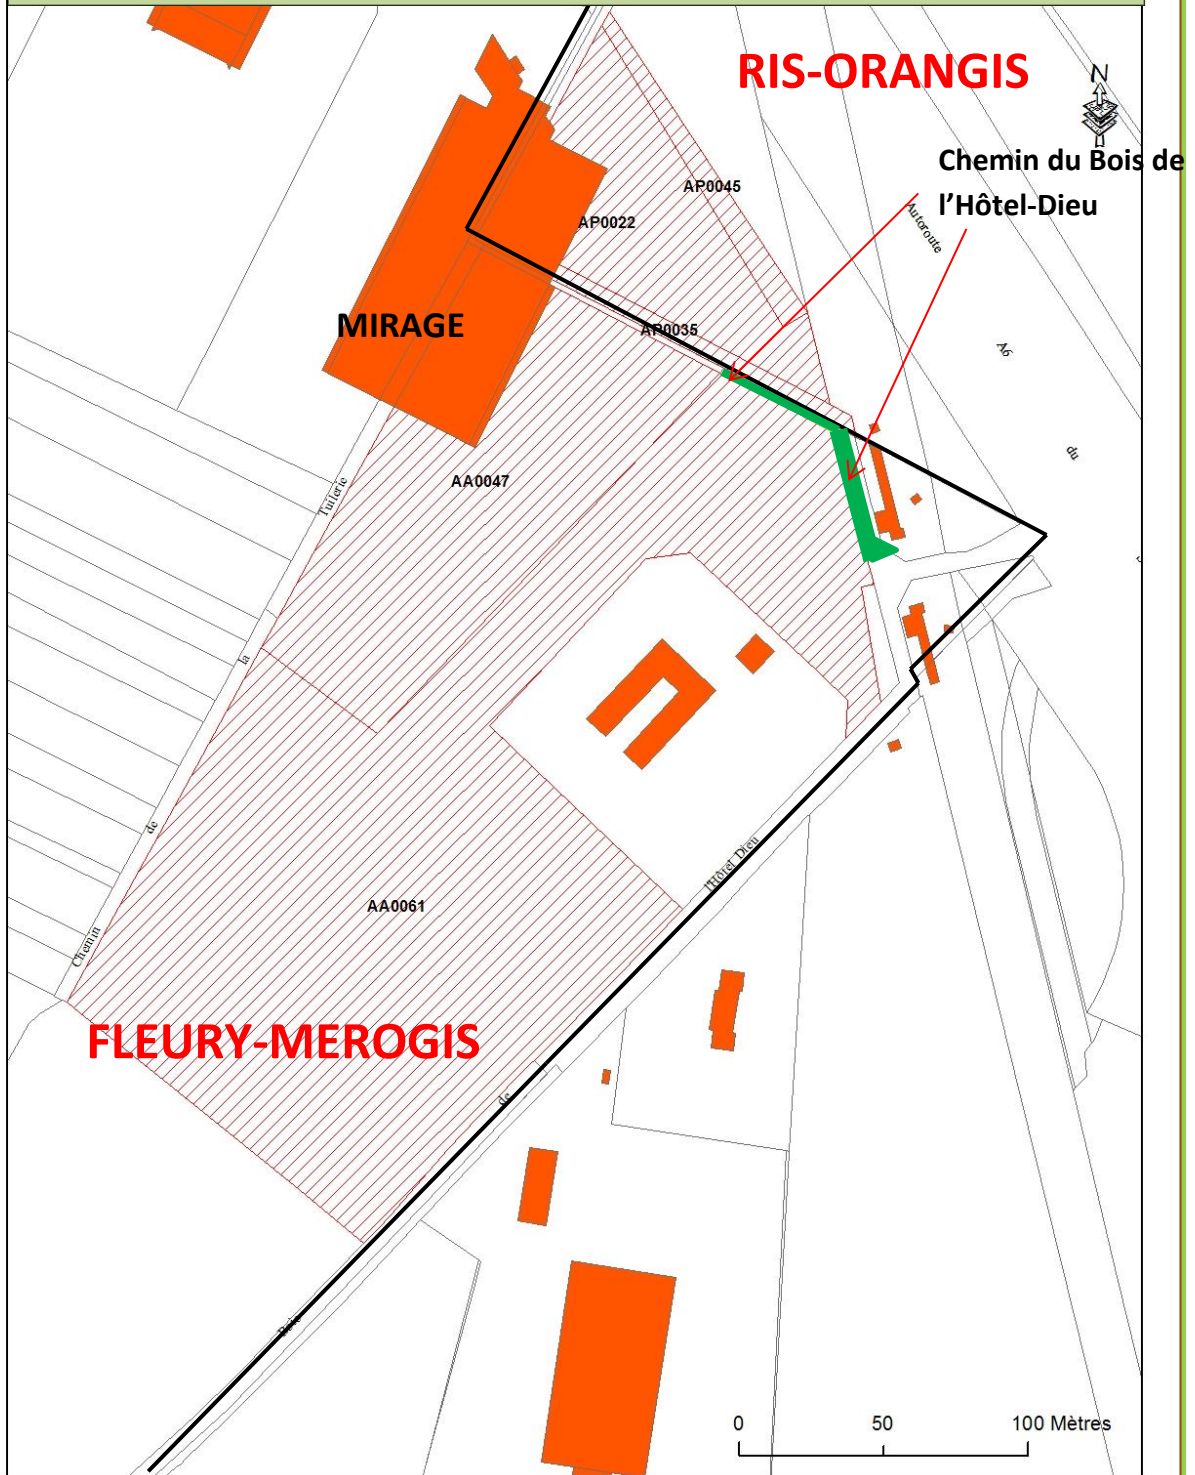 RIS-ORANGIS
N
Chemin du Bois de
l’Hôtel-Dieu
AP0045
AP0022
Autoroute
MIRAGE
AP0035
A6
du
AA0047
Tuilerie
la
de
l'Hôtel Dieu
AA0061
Chemin
FLEURY-MEROGIS
de
Bois
0 50 100 Mètres